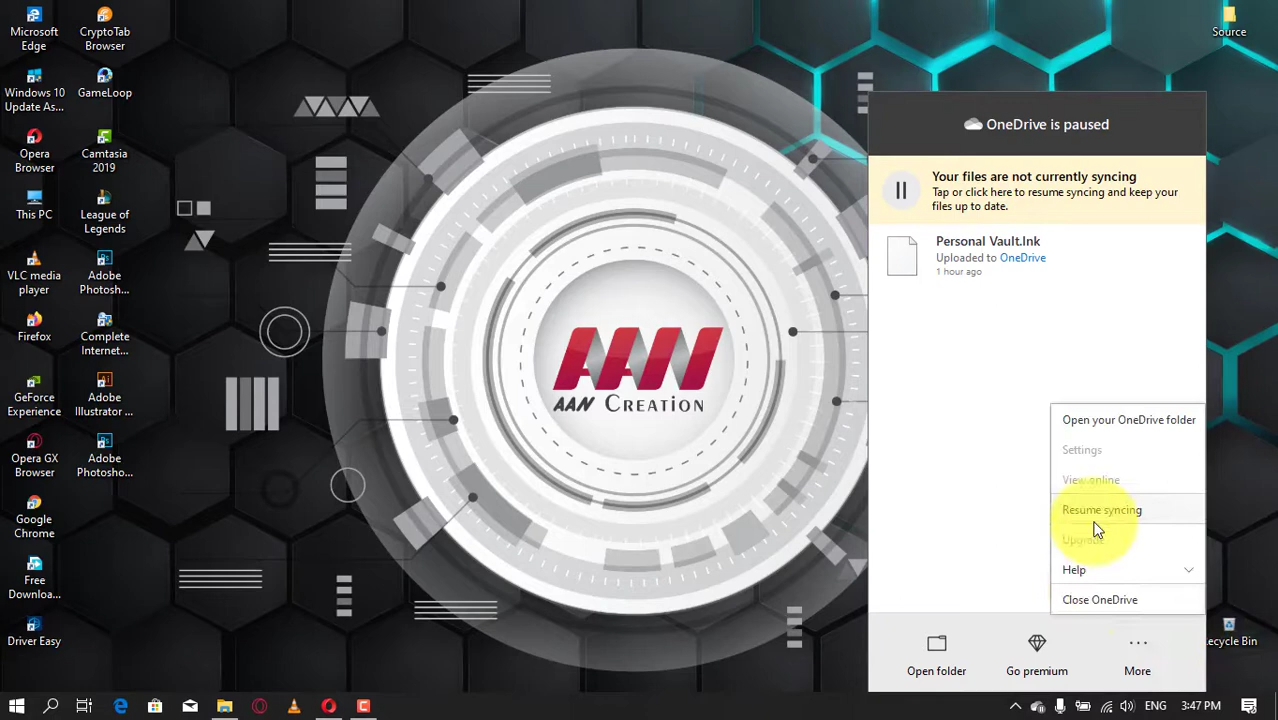 Microsoft
Edge
CryptoTab
Browser
Source
Windows 10
Update As...
GameLoop
Opera
Browser
Camtasia
2019
This PC
League of
Legends
VLC media
player
Adobe
Photosh...
Firefox
Complete
Internet...
GeForce
Experience
Adobe
Illustrator ...
Opera GX
Browser
Adobe
Photosho...
Google
Chrome
Free
Downloa...
Driver Easy
AAN
AAN CREATION
OneDrive is paused
Your files are not currently syncing
Tap or click here to resume syncing and keep your
files up to date.
Personal Vault.lnk
Uploaded to OneDrive
1 hour ago
Open your OneDrive folder
Settings
View online
Resume syncing
Upgrade
Help
Close OneDrive
Open folder
Go premium
More
ecycle Bin
ENG
3:47 PM